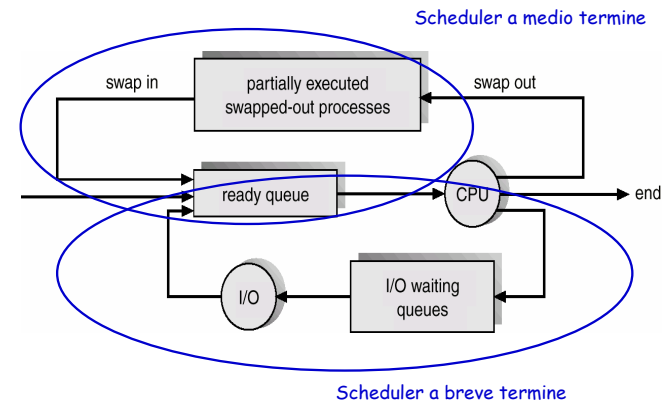 Scheduler a medio termine
swap in
partially executed
swapped-out processes
swap out
ready queue
CPU
end
I/O
I/O waiting
queues
Scheduler a breve termine